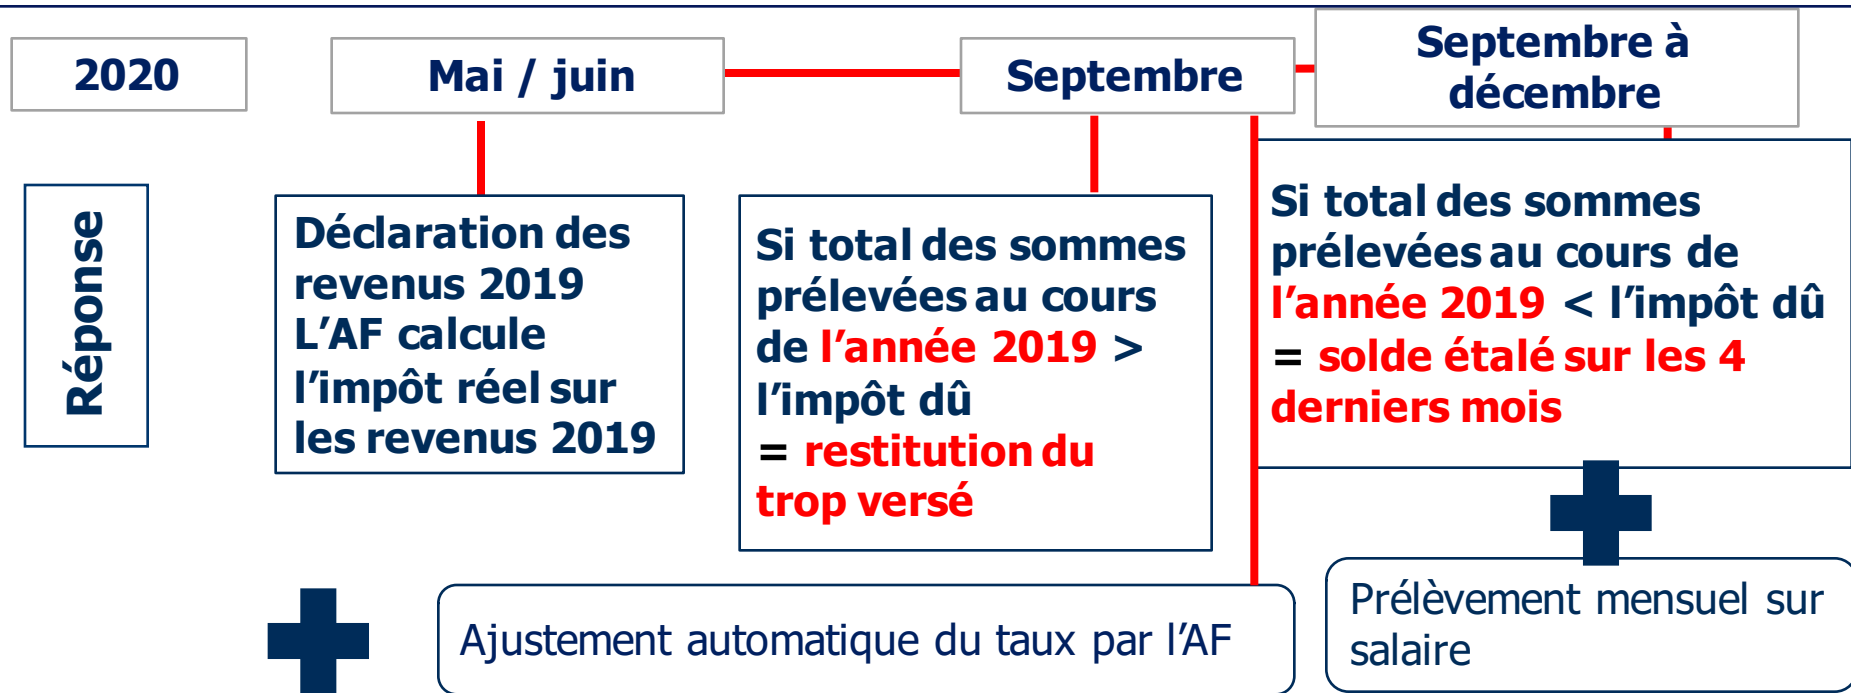 2020
Mai / juin
Septembre
Septembre à
décembre
Réponse
Déclaration des
revenus 2019
L’AF calcule
l’impôt réel sur
les revenus 2019
Si total des sommes
prélevées au cours
de l’année 2019 >
l’impôt dû
= restitution du
trop versé
Si total des sommes
prélevées au cours de
l’année 2019 < l’impôt dû
= solde étalé sur les 4
derniers mois
Ajustement automatique du taux par l’AF
Prélèvement mensuel sur
salaire